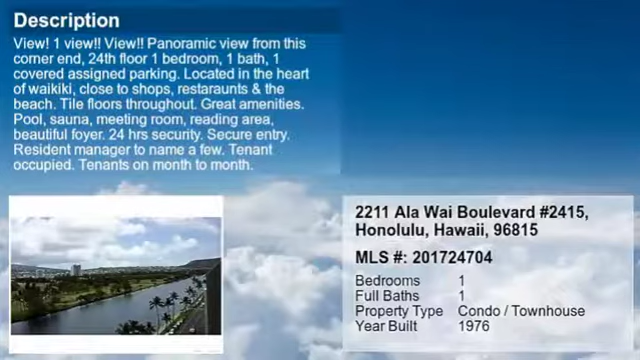 Description
View! 1 view!! View!! Panoramic view from this
corner end, 24th floor 1 bedroom, 1 bath, 1
covered assigned parking. Located in the heart
of waikiki, close to shops, restaraunts & the
beach. Tile floors throughout. Great amenities.
Pool, sauna, meeting room, reading area,
beautiful foyer. 24 hrs security. Secure entry.
Resident manager to name a few. Tenant
occupied. Tenants on month to month.
2211 Ala Wai Boulevard #2415,
Honolulu, Hawaii, 96815
MLS #: 201724704
Bedrooms 1
Full Baths 1
Property Type Condo / Townhouse
Year Built 1976